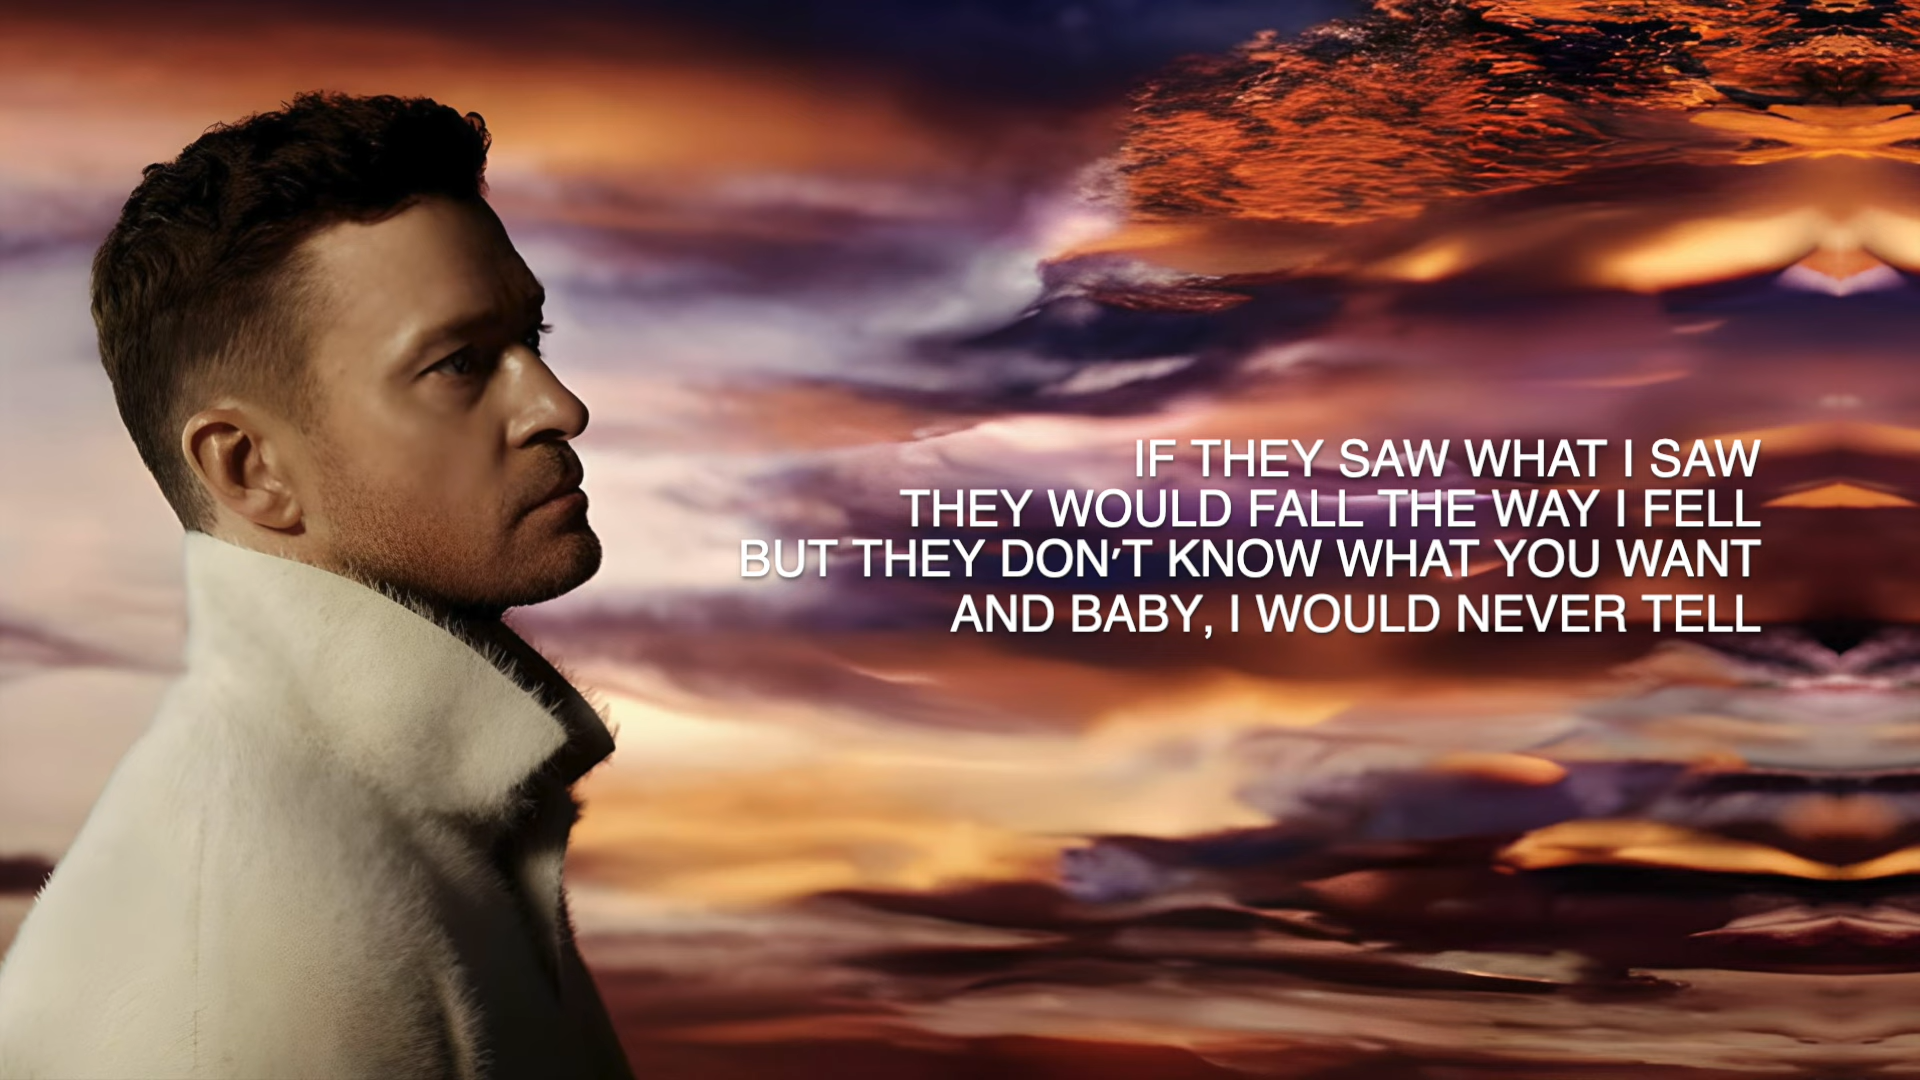 IF THEY SAW WHAT I SAW
THEY WOULD FALL THE WAY I FELL
BUT THEY DON'T KNOW WHAT YOU WANT
AND BABY, I WOULD NEVER TELL